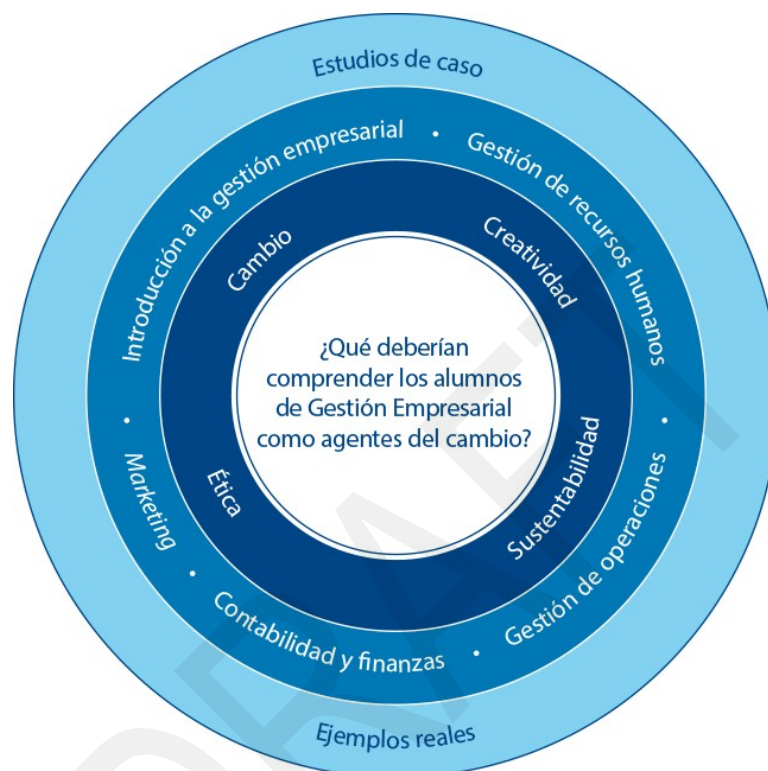 Estudios de caso
Introducción a la gestión empresarial
•
Gestión de recursos humanos
•
Cambio
Creatividad
¿Qué deberían
comprender los alumnos
de Gestión Empresarial
como agentes del cambio?
Ética
Sustentabilidad
•
Marketing
•
Contabilidad y finanzas
•
Gestión de operaciones
Ejemplos reales
DRAFT